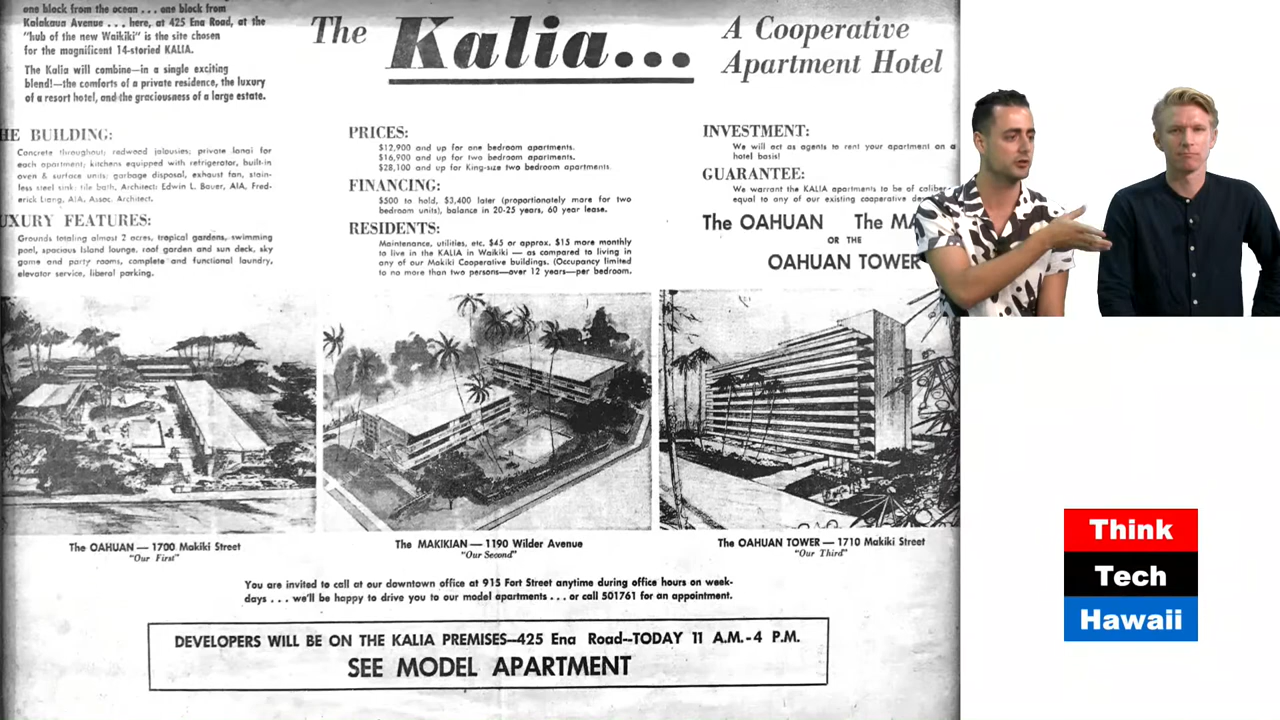 one block from the ocean . . . one block from
Kalakaua Avenue . . . here, at 425 Ena Road, at the
"hub of the new Waikiki" is the site chosen
for the magnificent 14-storied KALIA.
The Kalia will combine—in a single exciting
blend!—the comforts of a private residence, the luxury
of a resort hotel, and the graciousness of a large estate.
The Kalia...
A Cooperative
Apartment Hotel
HE BUILDING:
Concrete throughout; redwood jalousies; private lanai for
each apartment; kitchens equipped with refrigerator, built-in
oven & surface units; garbage disposal, exhaust fan, stain-
less steel sink; tile bath, Architect: Edwin L. Bauer, AIA, Fred-
erick Liang, AIA, Assoc. Architect.
UXURY FEATURES:
Grounds totaling almost 2 acres, tropical gardens, swimming
pool, spacious Island lounge, roof garden and sun deck, sky
game and party rooms, complete and functional laundry,
elevator service, liberal parking.
PRICES:
$12,900 and up for one bedroom apartments.
$16,900 and up for two bedroom apartments.
$28,100 and up for King-size two bedroom apartments.
FINANCING:
$500 to hold, $3,400 later (proportionately more for two
bedroom units), balance in 20-25 years, 60 year lease.
RESIDENTS:
Maintenance, utilities, etc. $45 or approx. $15 more monthly
to live in the KALIA in Waikiki — as compared to living in
any of our Makiki Cooperative buildings. (Occupancy limited
to no more than two persons—over 12 years—per bedroom.
INVESTMENT:
We will act as agents to rent your apartment on a
hotel basis!
GUARANTEE:
We warrant the KALIA apartments to be of caliber
equal to any of our existing cooperative
The OAHUAN The MA
OR THE
OAHUAN TOWER
The OAHUAN — 1700 Makiki Street
"Our First"
The MAKIKIAN — 1190 Wilder Avenue
"Our Second"
The OAHUAN TOWER — 1710 Makiki Street
"Our Third"
You are invited to call at our downtown office at 915 Fort Street anytime during office hours on week-
days . . . we'll be happy to drive you to our model apartments . . . or call 501761 for an appointment.
DEVELOPERS WILL BE ON THE KALIA PREMISES—425 Ena Road—TODAY 11 A.M.-4 P.M.
SEE MODEL APARTMENT
Think
Tech
Hawaii